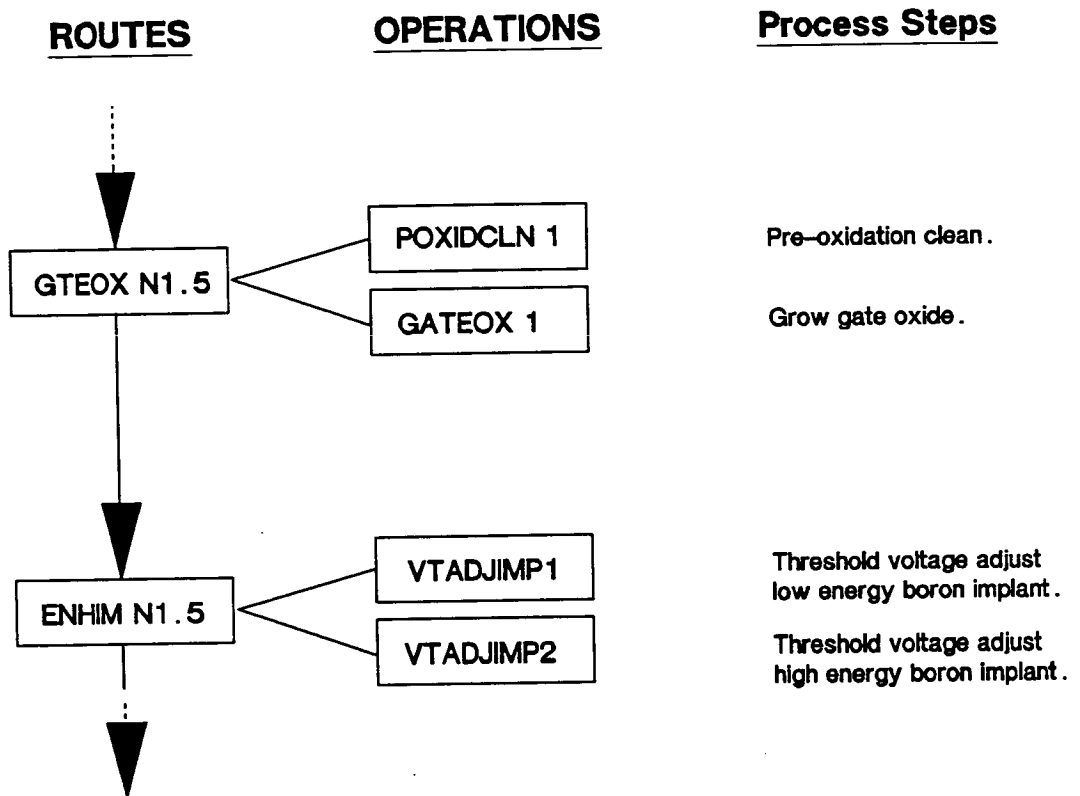 ROUTES
OPERATIONS
Process Steps
GTEOX N1.5
POXIDCLN 1
Pre-oxidation clean.
GATEOX 1
Grow gate oxide.
ENHIM N1.5
VTADJIMP1
Threshold voltage adjust
low energy boron implant.
VTADJIMP2
Threshold voltage adjust
high energy boron implant.